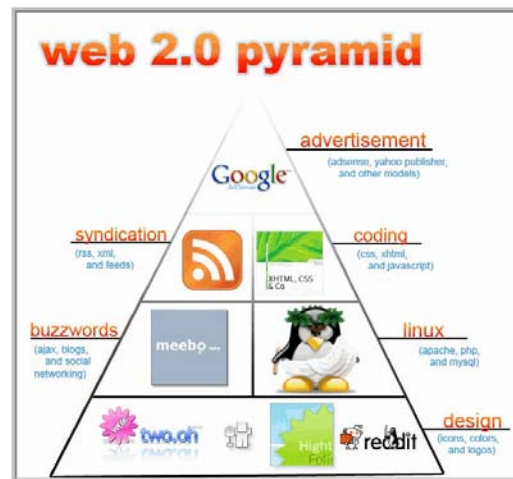 web 2.0 pyramid
advertisement
(adsense, yahoo publisher,
and other models)
Google
syndication
(rss, xml,
and feeds)
coding
(css, xhtml,
and javascript)
XHTML, CSS
& Co
buzzwords
(ajax, blogs,
and social
networking)
meebo
linux
(apache, php,
and mysql)
two.oh
reddit
design
(icons, colors,
and logos)